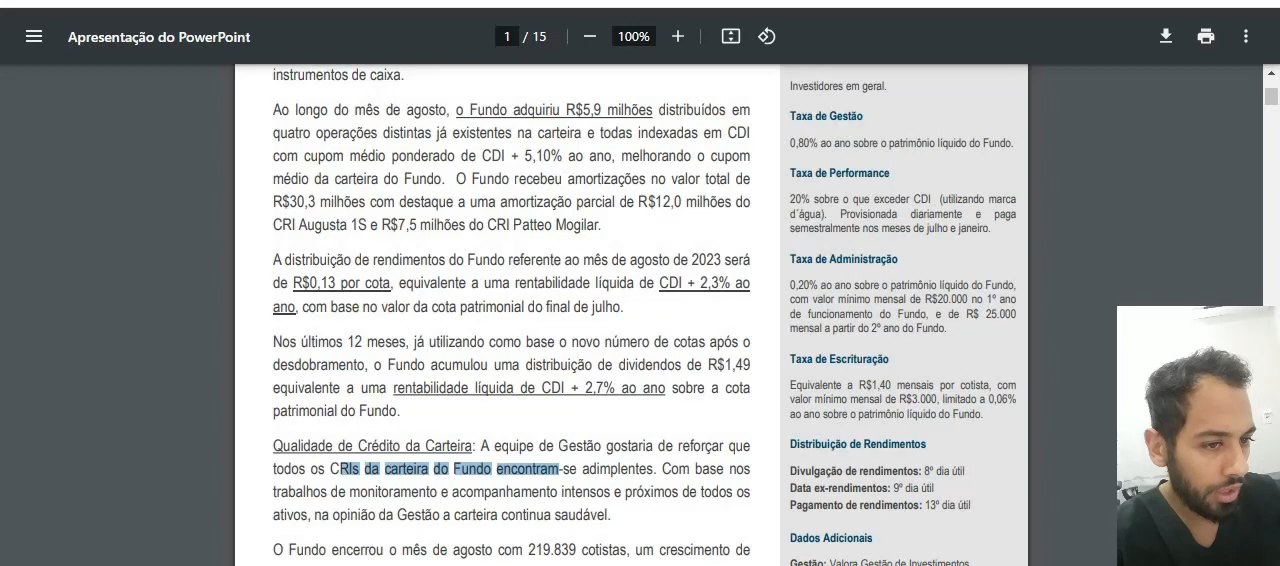 Apresentação do PowerPoint
1 / 15
100%
instrumentos de caixa.
Ao longo do mês de agosto, o Fundo adquiriu R$5,9 milhões distribuídos em
quatro operações distintas já existentes na carteira e todas indexadas em CDI
com cupom médio ponderado de CDI + 5,10% ao ano, melhorando o cupom
médio da carteira do Fundo. O Fundo recebeu amortizações no valor total de
R$30,3 milhões com destaque a uma amortização parcial de R$12,0 milhões do
CRI Augusta 1S e R$7,5 milhões do CRI Patteo Mogilar.
A distribuição de rendimentos do Fundo referente ao mês de agosto de 2023 será
de R$0,13 por cota, equivalente a uma rentabilidade líquida de CDI + 2,3% ao
ano, com base no valor da cota patrimonial do final de julho.
Nos últimos 12 meses, já utilizando como base o novo número de cotas após o
desdobramento, o Fundo acumulou uma distribuição de dividendos de R$1,49
equivalente a uma rentabilidade líquida de CDI + 2,7% ao ano sobre a cota
patrimonial do Fundo.
Qualidade de Crédito da Carteira: A equipe de Gestão gostaria de reforçar que
todos os CRIs da carteira do Fundo encontram-se adimplentes. Com base nos
trabalhos de monitoramento e acompanhamento intensos e próximos de todos os
ativos, na opinião da Gestão a carteira continua saudável.
O Fundo encerrou o mês de agosto com 219.839 cotistas, um crescimento de
Investidores em geral.
Taxa de Gestão
0,80% ao ano sobre o patrimônio líquido do Fundo.
Taxa de Performance
20% sobre o que exceder CDI (utilizando marca
d´água). Provisionada diariamente e paga
semestralmente nos meses de julho e janeiro.
Taxa de Administração
0,20% ao ano sobre o patrimônio líquido do Fundo,
com valor mínimo mensal de R$20.000 no 1º ano
de funcionamento do Fundo, e de R$ 25.000
mensal a partir do 2º ano do Fundo.
Taxa de Escrituração
Equivalente a R$1,40 mensais por cotista, com
valor mínimo mensal de R$3.000, limitado a 0,06%
ao ano sobre o patrimônio líquido do Fundo.
Distribuição de Rendimentos
Divulgação de rendimentos: 8º dia útil
Data ex-rendimentos: 9º dia útil
Pagamento de rendimentos: 13º dia útil
Dados Adicionais
Gestão: Valora Gestão de Investimentos